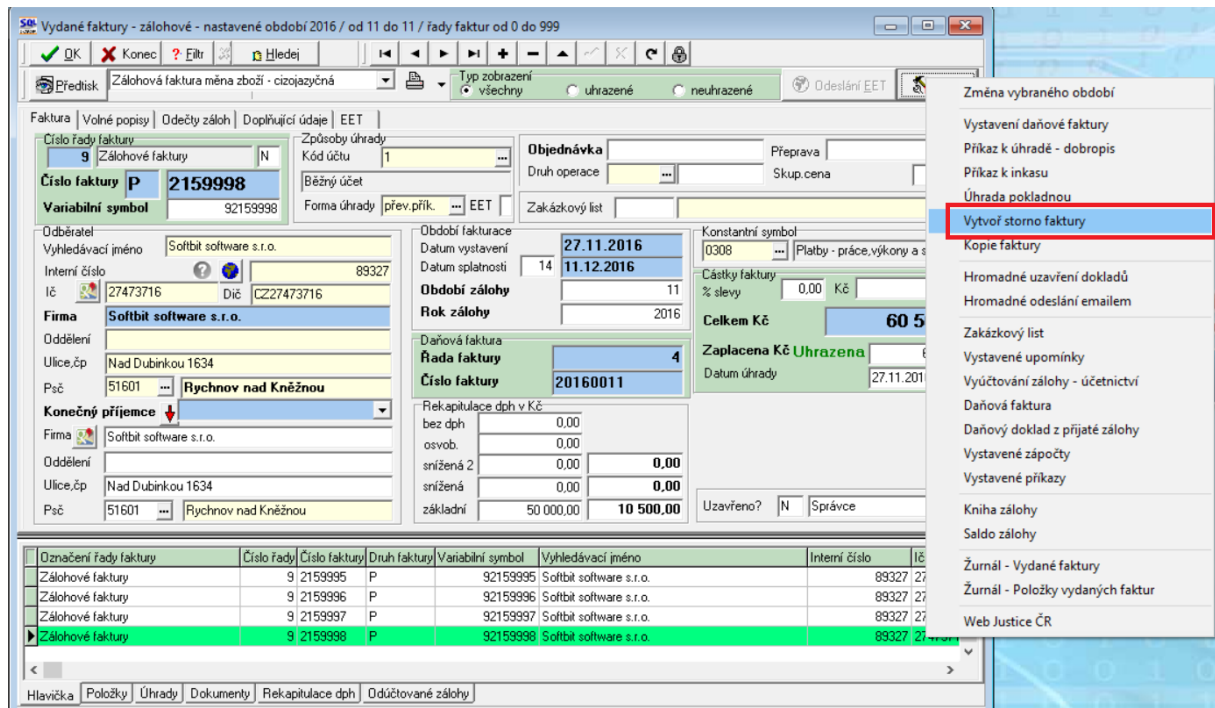 Vydané faktury - zálohové - nastavené období 2016 / od 11 do 11 / řady faktur od 0 do 999
OK Konec Filtr SQL Hledej
Předtisk Zálohová faktura měna zboží - cizojazyčná Typ zobrazení všechny uhrazené neuhrazené Odeslání EET
Faktura Volné popisy Odečty záloh Doplňující údaje EET
Číslo řady faktury
9 Zálohové faktury N
Číslo faktury P 2159998
Variabilní symbol 92159998
Způsoby úhrady
Kód účtu 1 ...
Běžný účet
Forma úhrady přev.přík. ... EET
Objednávka Přeprava
Druh operace ... Skup.cena
Zakázkový list
Odběratel
Vyhledávací jméno Softbit software s.r.o.
Interní číslo 89327
Ič 27473716 Dič CZ27473716
Firma Softbit software s.r.o.
Oddělení
Ulice,čp Nad Dubinkou 1634
Psč 51601 ... Rychnov nad Kněžnou
Konečný příjemce
Firma Softbit software s.r.o.
Oddělení
Ulice,čp Nad Dubinkou 1634
Psč 51601 ... Rychnov nad Kněžnou
Období fakturace
Datum vystavení 27.11.2016
Datum splatnosti 14 11.12.2016
Období zálohy 11
Rok zálohy 2016
Daňová faktura
Řada faktury 4
Číslo faktury 20160011
Rekapitulace dph v Kč
bez dph 0,00
osvob. 0,00
snížená 2 0,00 0,00
snížená 0,00 0,00
základní 50 000,00 10 500,00
Konstantní symbol
0308 ... Platby - práce,výkony a s
Částky faktury
% slevy 0,00 Kč
Celkem Kč 60 5
Zaplacena Kč Uhrazena 6
Datum úhrady 27.11.201
Uzavřeno? N Správce
Označení řady faktury Číslo řady Číslo faktury Druh faktury Variabilní symbol Vyhledávací jméno Interní číslo Ič
Zálohové faktury 9 2159995 P 92159995 Softbit software s.r.o. 89327 27
Zálohové faktury 9 2159996 P 92159996 Softbit software s.r.o. 89327 27
Zálohové faktury 9 2159997 P 92159997 Softbit software s.r.o. 89327 27
Zálohové faktury 9 2159998 P 92159998 Softbit software s.r.o. 89327
Hlavička Položky Úhrady Dokumenty Rekapitulace dph Odúčtované zálohy
Změna vybraného období
Vystavení daňové faktury
Příkaz k úhradě - dobropis
Příkaz k inkasu
Úhrada pokladnou
Vytvoř storno faktury
Kopie faktury
Hromadné uzavření dokladů
Hromadné odeslání emailem
Zakázkový list
Vystavené upomínky
Vyúčtování zálohy - účetnictví
Daňová faktura
Daňový doklad z přijaté zálohy
Vystavené zápočty
Vystavené příkazy
Kniha zálohy
Saldo zálohy
Žurnál - Vydané faktury
Žurnál - Položky vydaných faktur
Web Justice ČR